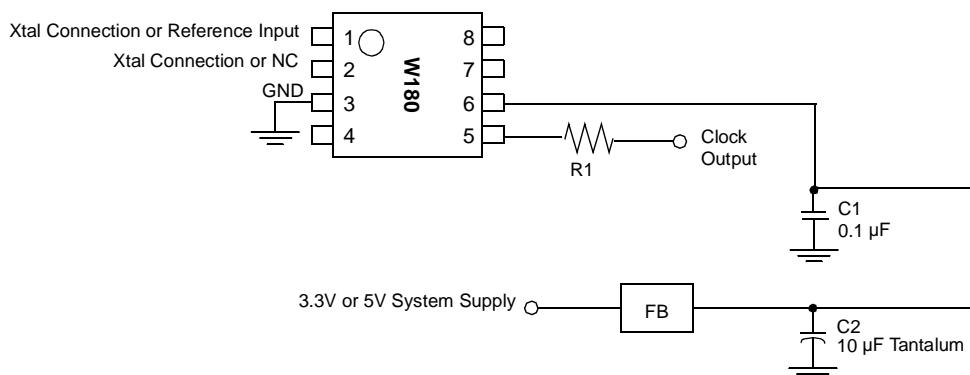 Xtal Connection or Reference Input
Xtal Connection or NC
GND
1
2
3
4
W180
8
7
6
5
R1
Clock
Output
C1
0.1 µF
3.3V or 5V System Supply
FB
C2
10 µF Tantalum